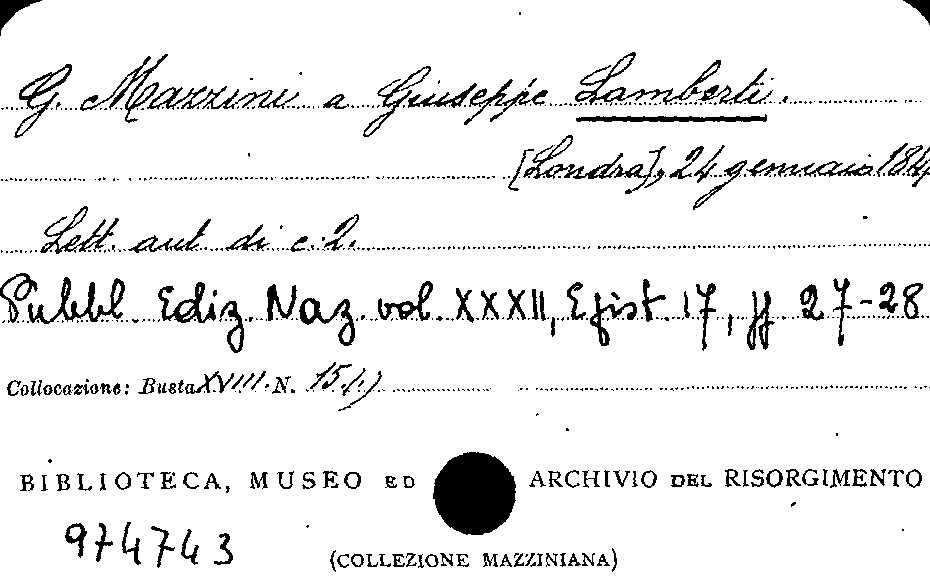 G. Mazzini a Giuseppe Lamberti.
[Londra], 24 gennaio 184
Lett. aut. di c. 2.
Pubbl. Ediz. Naz. vol. XXXII, Epist. 17, pp 27-28
Collocazione: Busta XVIII. N. 15 (1)
BIBLIOTECA, MUSEO ED ARCHIVIO DEL RISORGIMENTO
974743
(COLLEZIONE MAZZINIANA)